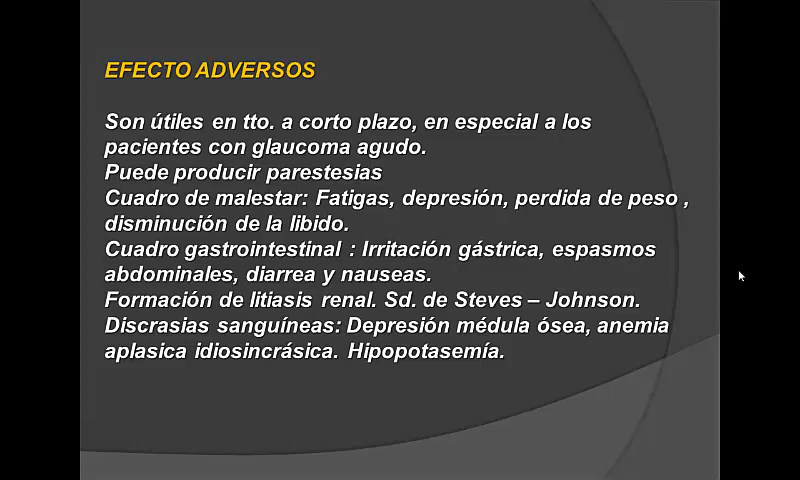 EFECTO ADVERSOS
Son útiles en tto. a corto plazo, en especial a los
pacientes con glaucoma agudo.
Puede producir parestesias
Cuadro de malestar: Fatigas, depresión, perdida de peso ,
disminución de la libido.
Cuadro gastrointestinal : Irritación gástrica, espasmos
abdominales, diarrea y nauseas.
Formación de litiasis renal. Sd. de Steves – Johnson.
Discrasias sanguíneas: Depresión médula ósea, anemia
aplasica idiosincrásica. Hipopotasemía.